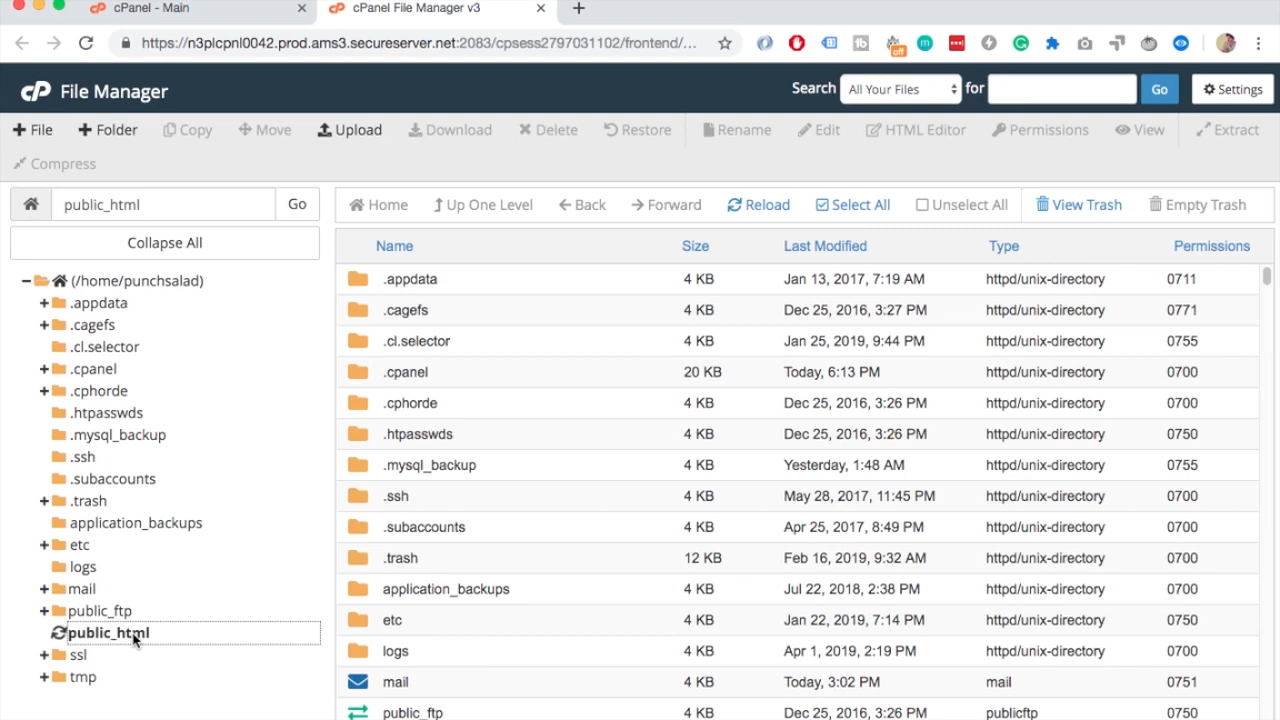 cPanel - Main
cPanel File Manager v3
https://n3plcpnl0042.prod.ams3.secureserver.net:2083/cpsess2797031102/frontend/...
off
cP File Manager
Search All Your Files for Go Settings
File Folder Copy Move Upload Download Delete Restore Rename Edit HTML Editor Permissions View Extract
Compress
public_html Go
Home Up One Level Back Forward Reload Select All Unselect All View Trash Empty Trash
Collapse All
(/home/punchsalad)
.appdata
.cagefs
.cl.selector
.cpanel
.cphorde
.htpasswds
.mysql_backup
.ssh
.subaccounts
.trash
application_backups
etc
logs
mail
public_ftp
public_html
ssl
tmp
Name Size Last Modified Type Permissions
.appdata 4 KB Jan 13, 2017, 7:19 AM httpd/unix-directory 0711
.cagefs 4 KB Dec 25, 2016, 3:27 PM httpd/unix-directory 0771
.cl.selector 4 KB Jan 25, 2019, 9:44 PM httpd/unix-directory 0755
.cpanel 20 KB Today, 6:13 PM httpd/unix-directory 0700
.cphorde 4 KB Dec 25, 2016, 3:26 PM httpd/unix-directory 0700
.htpasswds 4 KB Dec 25, 2016, 3:26 PM httpd/unix-directory 0750
.mysql_backup 4 KB Yesterday, 1:48 AM httpd/unix-directory 0755
.ssh 4 KB May 28, 2017, 11:45 PM httpd/unix-directory 0700
.subaccounts 4 KB Apr 25, 2017, 8:49 PM httpd/unix-directory 0700
.trash 12 KB Feb 16, 2019, 9:32 AM httpd/unix-directory 0700
application_backups 4 KB Jul 22, 2018, 2:38 PM httpd/unix-directory 0700
etc 4 KB Jan 22, 2019, 7:14 PM httpd/unix-directory 0750
logs 4 KB Apr 1, 2019, 2:19 PM httpd/unix-directory 0700
mail 4 KB Today, 3:02 PM mail 0751
public_ftp 4 KB Dec 25, 2016, 3:26 PM publicftp 0750